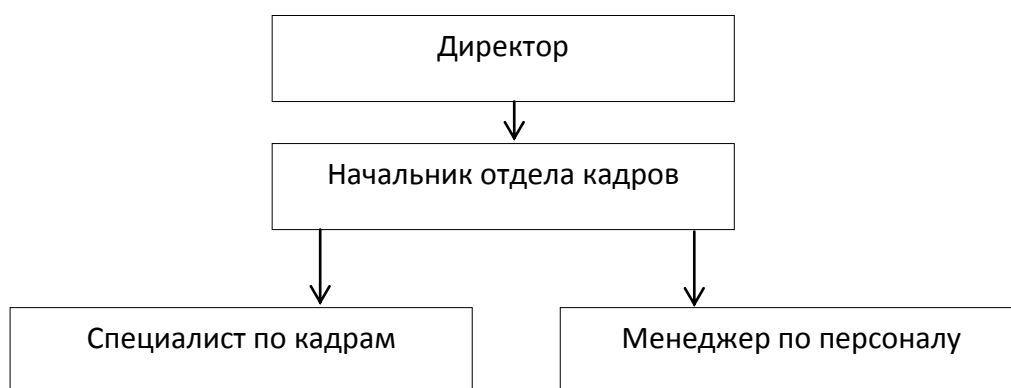 Директор
Начальник отдела кадров
Специалист по кадрам
Менеджер по персоналу